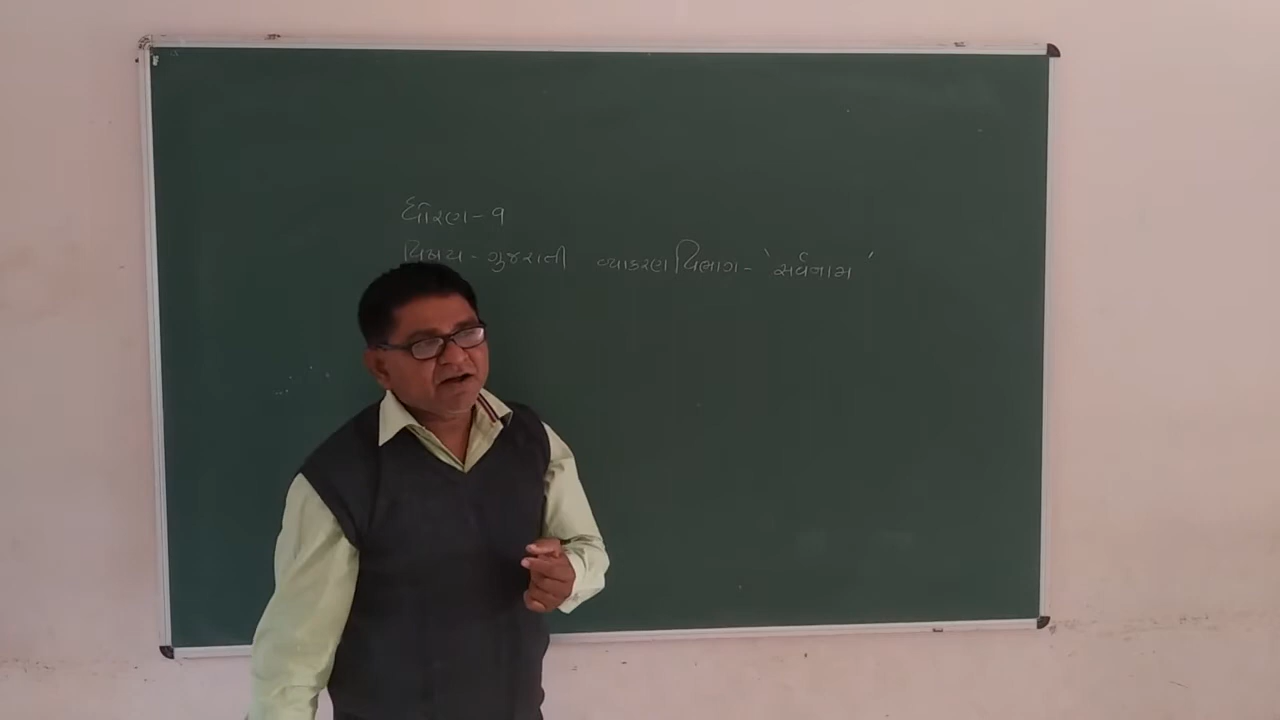 ધોરણ - ૧
વિષય - ગુજરાતી વ્યાકરણ વિભાગ - 'સર્વનામ'